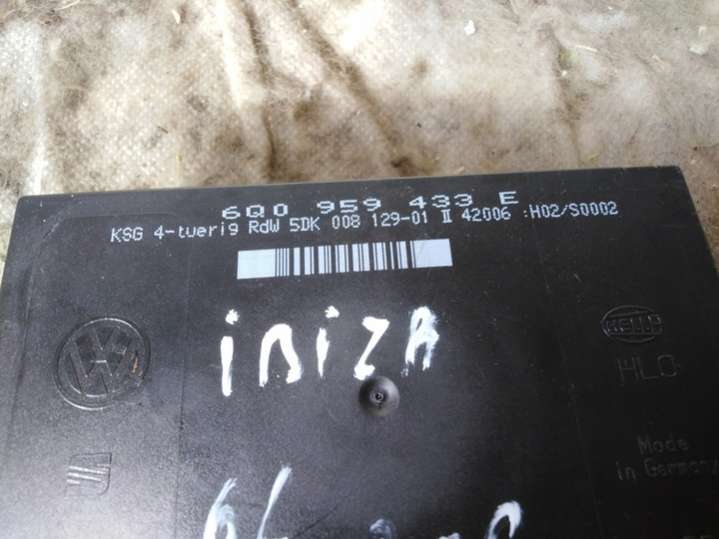 6Q0 959 433 E
KSG 4-tuerig RdW 5DK 008 129-01 II 42006 :H02/S0002
iBiZA
HELLA
HLO
Made
in Germany